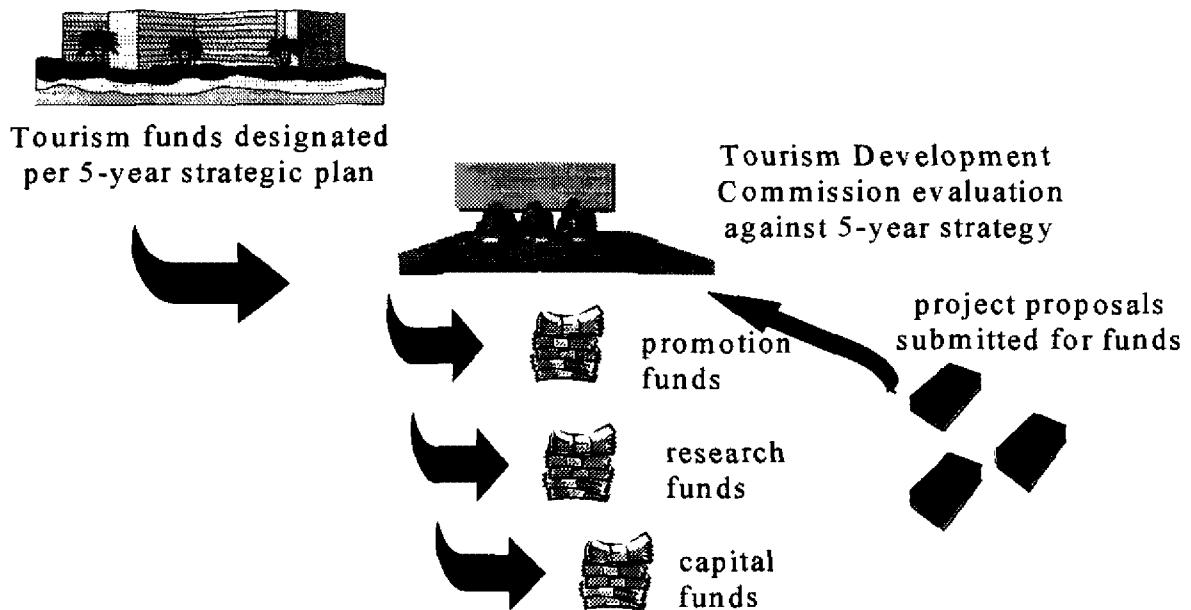 Tourism funds designated
per 5-year strategic plan
Tourism Development
Commission evaluation
against 5-year strategy
project proposals
submitted for funds
promotion
funds
research
funds
capital
funds